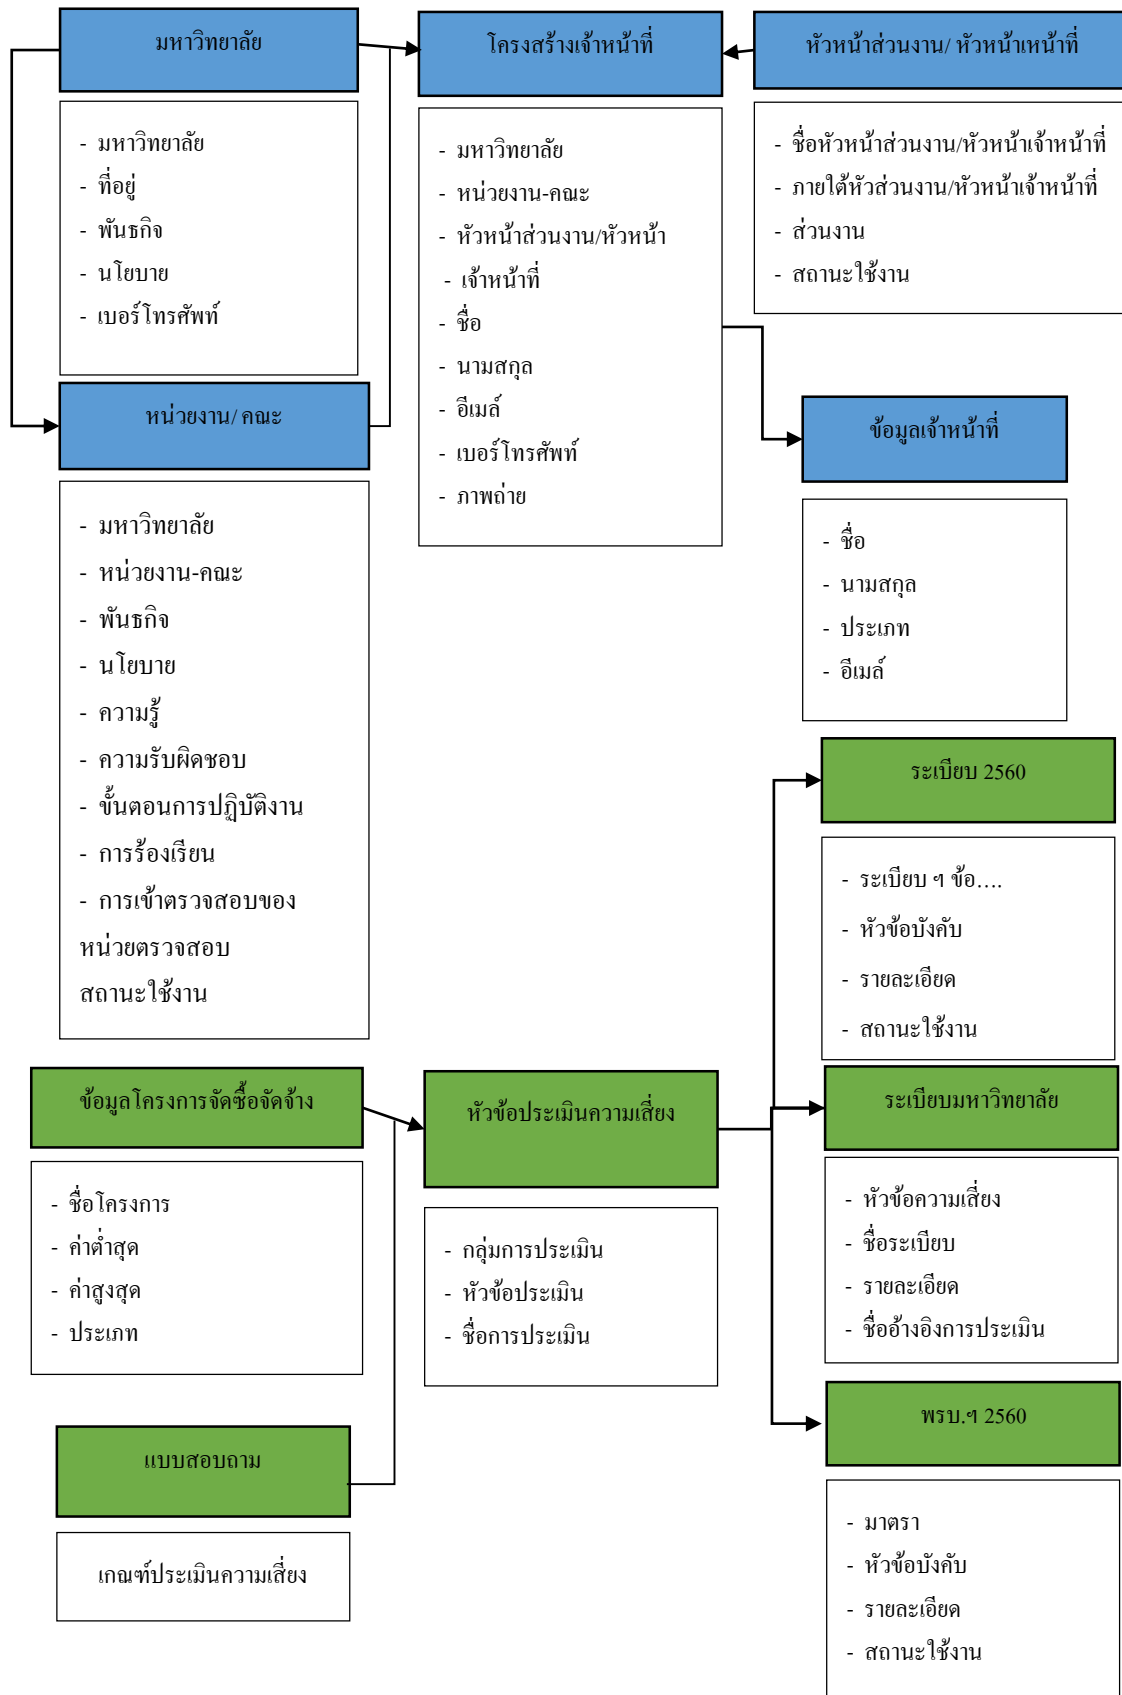 มหาวิทยาลัย
- มหาวิทยาลัย
- ที่อยู่
- พันธกิจ
- นโยบาย
- เบอร์โทรศัพท์
โครงสร้างเจ้าหน้าที่
- มหาวิทยาลัย
- หน่วยงาน-คณะ
- หัวหน้าส่วนงาน/หัวหน้า
- เจ้าหน้าที่
- ชื่อ
- นามสกุล
- อีเมล์
- เบอร์โทรศัพท์
- ภาพถ่าย
หัวหน้าส่วนงาน/ หัวหน้าเหน้าที่
- ชื่อหัวหน้าส่วนงาน/หัวหน้าเจ้าหน้าที่
- ภายใต้หัวส่วนงาน/หัวหน้าเจ้าหน้าที่
- ส่วนงาน
- สถานะใช้งาน
หน่วยงาน/ คณะ
- มหาวิทยาลัย
- หน่วยงาน-คณะ
- พันธกิจ
- นโยบาย
- ความรู้
- ความรับผิดชอบ
- ขั้นตอนการปฏิบัติงาน
- การร้องเรียน
- การเข้าตรวจสอบของ
หน่วยตรวจสอบ
สถานะใช้งาน
ข้อมูลเจ้าหน้าที่
- ชื่อ
- นามสกุล
- ประเภท
- อีเมล์
ข้อมูลโครงการจัดซื้อจัดจ้าง
- ชื่อโครงการ
- ค่าต่ำสุด
- ค่าสูงสุด
- ประเภท
แบบสอบถาม
เกณฑ์ประเมินความเสี่ยง
หัวข้อประเมินความเสี่ยง
- กลุ่มการประเมิน
- หัวข้อประเมิน
- ชื่อการประเมิน
ระเบียบ 2560
- ระเบียบ ฯ ข้อ….
- หัวข้อบังคับ
- รายละเอียด
- สถานะใช้งาน
ระเบียบมหาวิทยาลัย
- หัวข้อความเสี่ยง
- ชื่อระเบียบ
- รายละเอียด
- ชื่ออ้างอิงการประเมิน
พรบ.ฯ 2560
- มาตรา
- หัวข้อบังคับ
- รายละเอียด
- สถานะใช้งาน